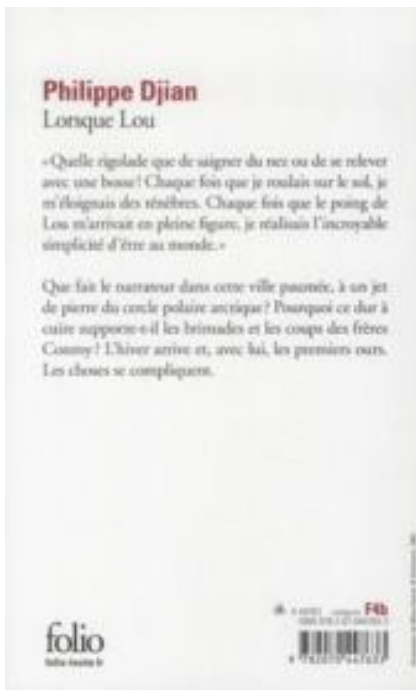 Philippe Djian
Lorsque Lou
«Quelle rigolade que de saigner du nez ou de se relever
avec une bosse! Chaque fois que je roulais sur le sol, je
m'éloignais des ténèbres. Chaque fois que le poing de
Lou m'arrivait en pleine figure, je réalisais l'incroyable
simplicité d'être au monde.»
Que fait le narrateur dans cette ville paumée, à un jet
de pierre du cercle polaire arctique? Pourquoi ce dur à
cuire supporte-t-il les brimades et les coups des frères
L'hiver arrive et, avec lui, les premiers ours.
Les choses se compliquent.
F4b
folio